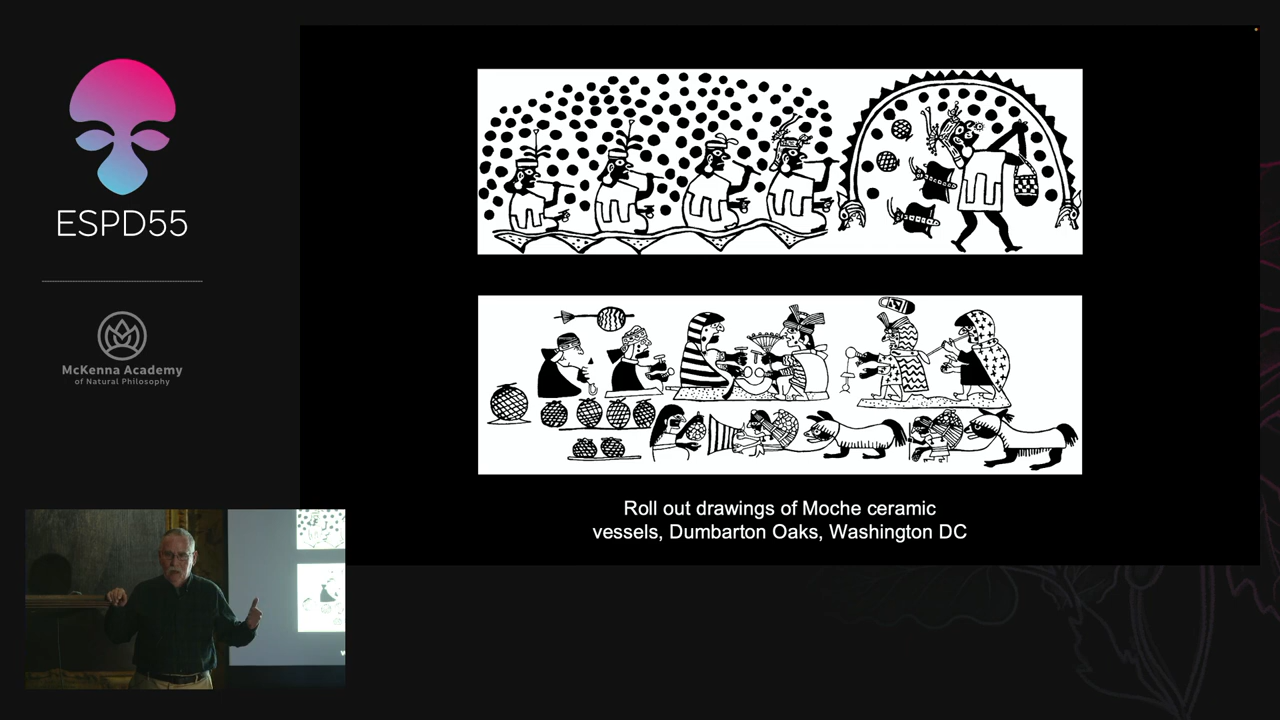 ESPD55
McKenna Academy
of Natural Philosophy
Roll out drawings of Moche ceramic
vessels, Dumbarton Oaks, Washington DC